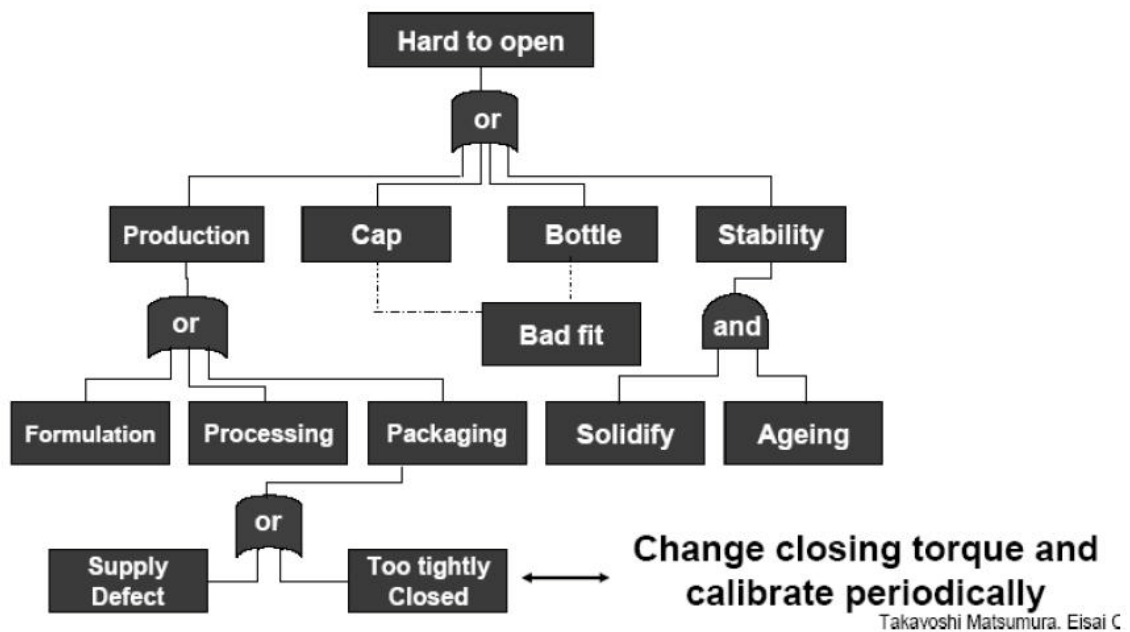 Hard to open
or
Production
Cap
Bottle
Stability
or
Bad fit
and
Formulation
Processing
Packaging
Solidify
Ageing
or
Supply
Defect
Too tightly
Closed
Change closing torque and
calibrate periodically
Takayoshi Matsumura. Eisai C